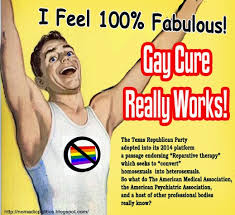 I Feel 100% Fabulous!
Gay Cure
Really Works!
The Texas Republican Party
adopted into its 2014 platform
a passage endorsing "Reparative therapy"
which seeks to "convert"
homosexuals into heterosexuals.
So what do The American Medical Association,
the American Psychiatric Association,
and a host of other professional bodies
really know?
http://nomadicpolitics.blogspot.com/